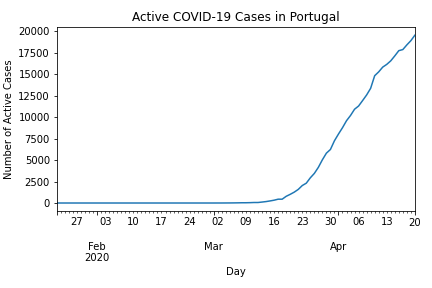 Active COVID-19 Cases in Portugal
Number of Active Cases
20000
17500
15000
12500
10000
7500
5000
2500
0
27 03 10 17 24 02 09 16 23 30 06 13 20
Feb Mar Apr
2020
Day